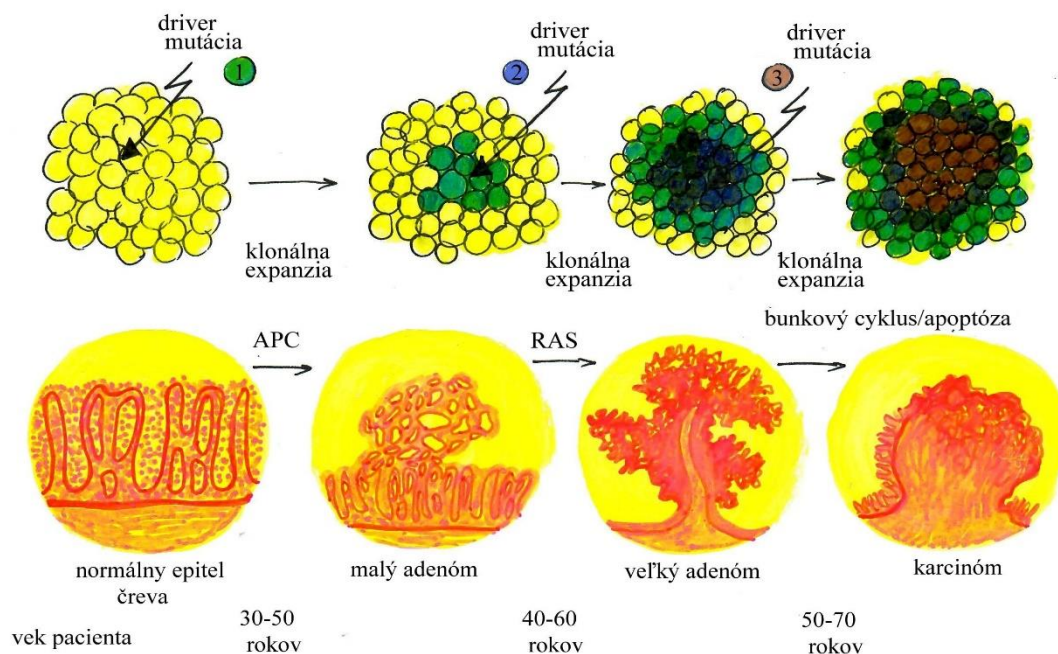 driver
mutácia
1
driver
mutácia
2
driver
mutácia
3
klonálna
expanzia
klonálna
expanzia
klonálna
expanzia
APC
RAS
bunkový cyklus/apoptóza
normálny epitel
čreva
malý adenóm
veľký adenóm
karcinóm
vek pacienta
30-50
rokov
40-60
rokov
50-70
rokov